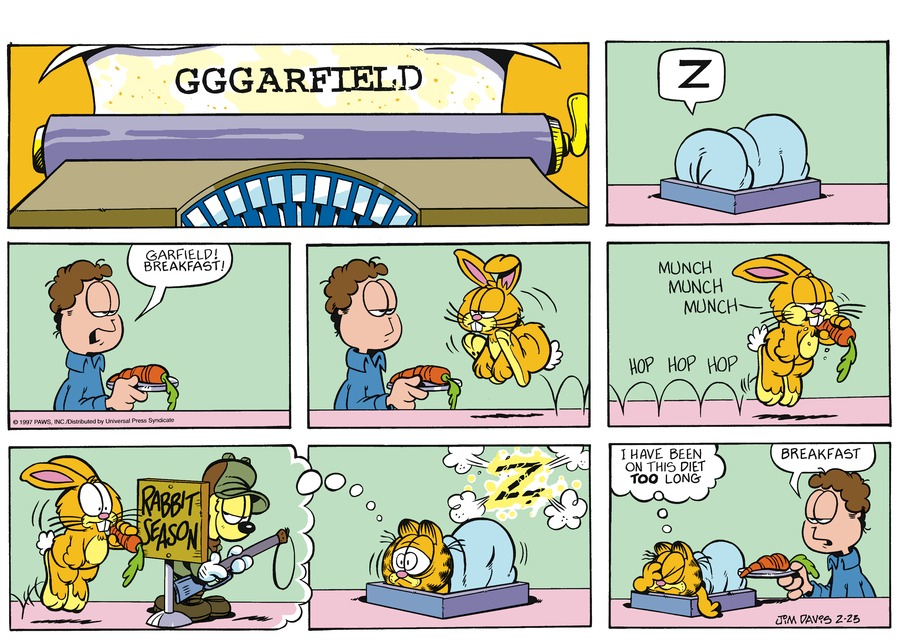 GGGARFIELD
Z
GARFIELD!
BREAKFAST!
© 1997 PAWS, INC./Distributed by Universal Press Syndicate
MUNCH
MUNCH
MUNCH
HOP HOP HOP
RABBIT
SEASON
Z
I HAVE BEEN
ON THIS DIET
TOO LONG
BREAKFAST
JIM DAVIS 2-23